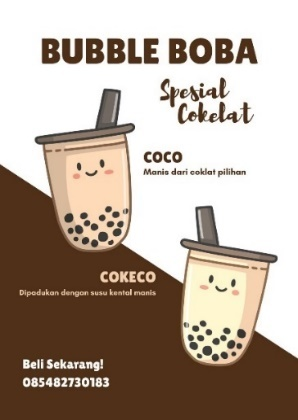 BUBBLE BOBA
Spesial
Cokelat
COCO
Manis dari coklat pilihan
COKECO
Dipadukan dengan susu kental manis
Beli Sekarang!
085482730183